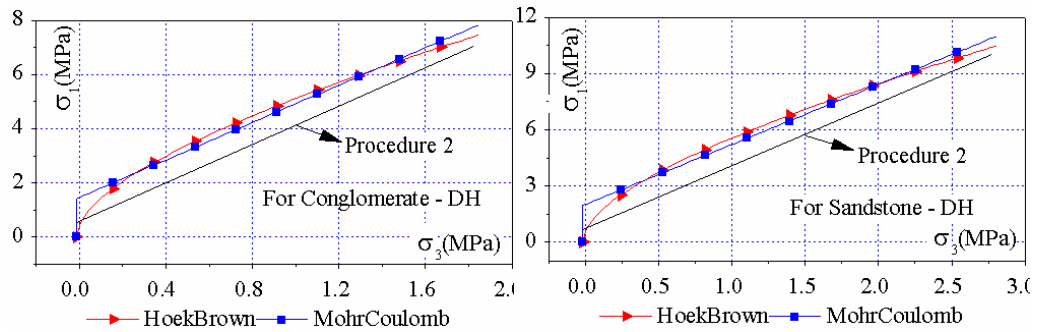 8
6
4
2
0
σ1(MPa)
Procedure 2
For Conglomerate - DH
σ3(MPa)
0.0 0.4 0.8 1.2 1.6 2.0
HoekBrown MohrCoulomb
12
9
6
3
0
σ1(MPa)
Procedure 2
For Sandstone - DH
σ3(MPa)
0.0 0.5 1.0 1.5 2.0 2.5 3.0
HoekBrown MohrCoulomb